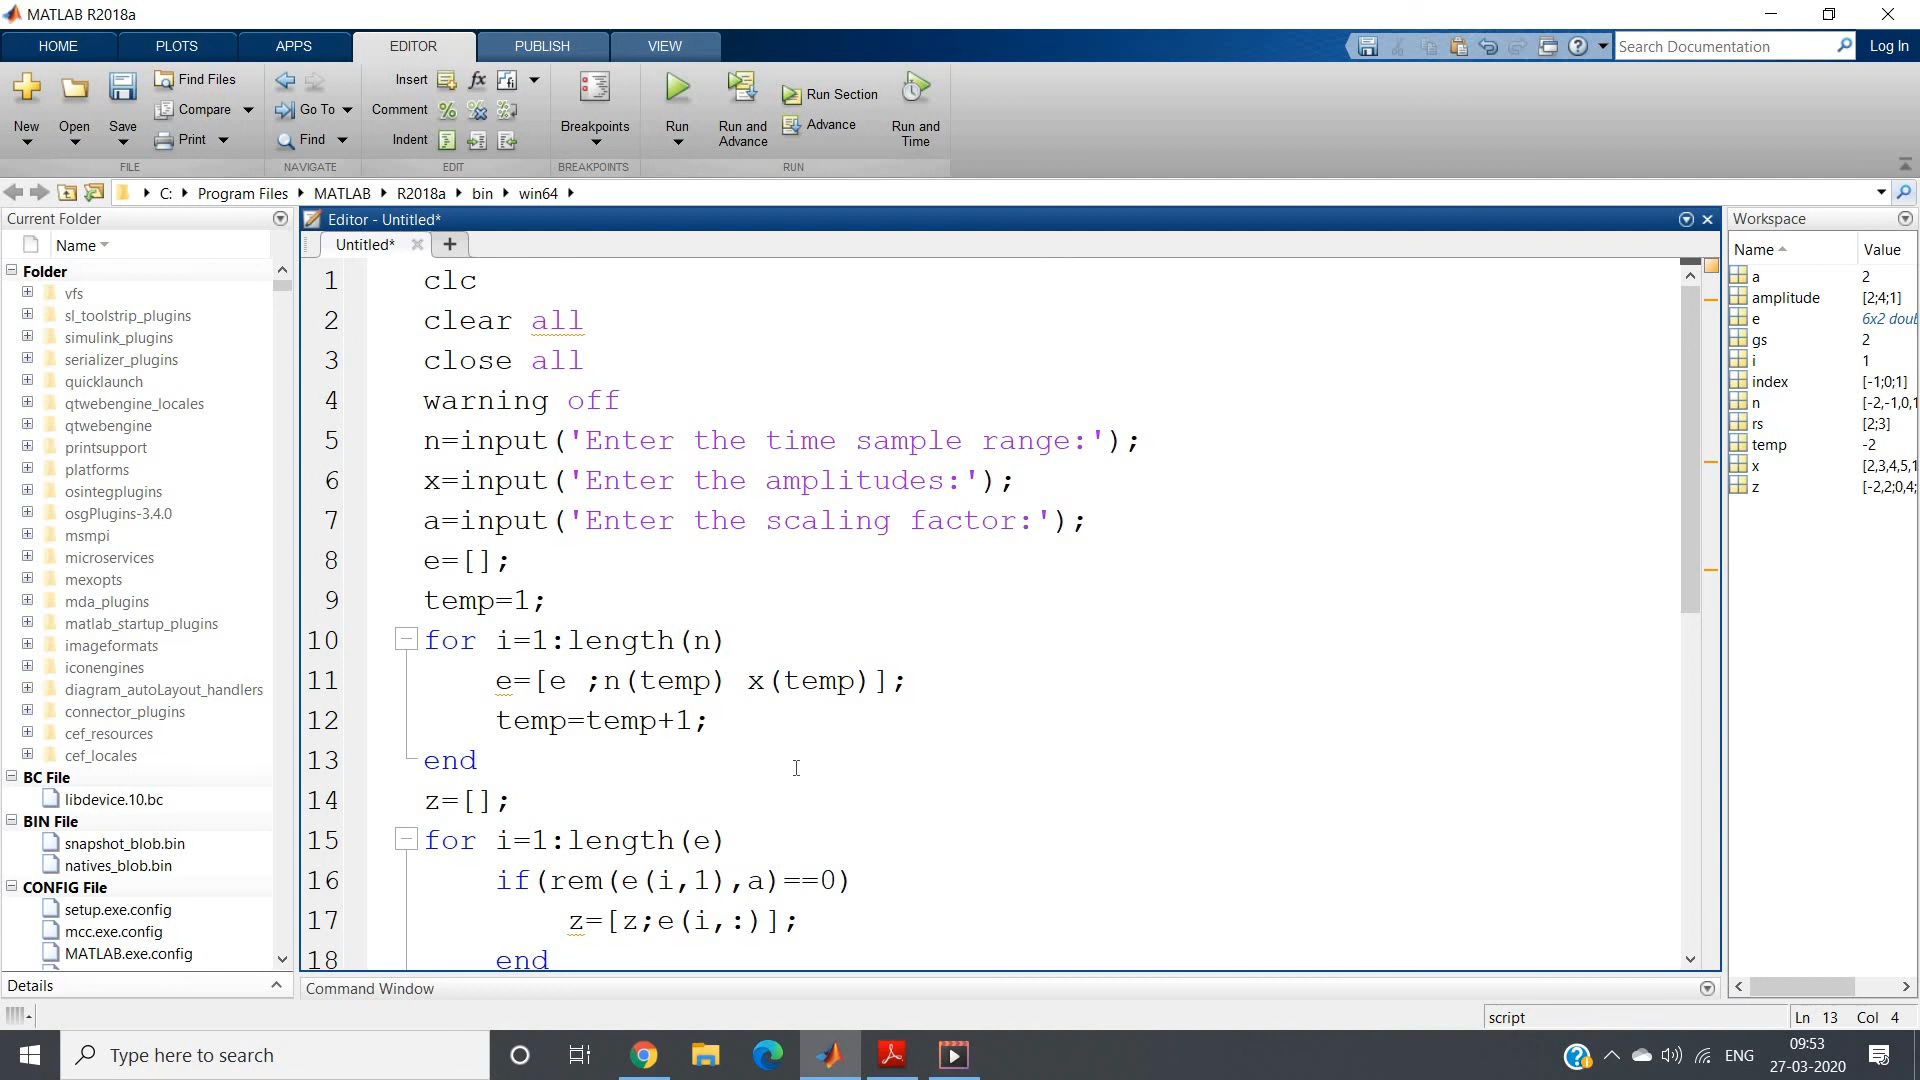 MATLAB R2018a
HOME PLOTS APPS EDITOR PUBLISH VIEW Search Documentation Log In
New Open Save Find Files Compare Print Go To Find Insert fx Comment Indent Breakpoints Run Run and Advance Run Section Advance Run and Time
FILE NAVIGATE EDIT BREAKPOINTS RUN
C: Program Files MATLAB R2018a bin win64
Current Folder
Name
Folder
vfs
sl_toolstrip_plugins
simulink_plugins
serializer_plugins
quicklaunch
qtwebengine_locales
qtwebengine
printsupport
platforms
osintegplugins
osgPlugins-3.4.0
msmpi
microservices
mexopts
mda_plugins
matlab_startup_plugins
imageformats
iconengines
diagram_autoLayout_handlers
connector_plugins
cef_resources
cef_locales
BC File
libdevice.10.bc
BIN File
snapshot_blob.bin
natives_blob.bin
CONFIG File
setup.exe.config
mcc.exe.config
MATLAB.exe.config
Details
Editor - Untitled*
Untitled* +
1 clc
2 clear all
3 close all
4 warning off
5 n=input('Enter the time sample range:');
6 x=input('Enter the amplitudes:');
7 a=input('Enter the scaling factor:');
8 e=[];
9 temp=1;
10 for i=1:length(n)
11 e=[e ;n(temp) x(temp)];
12 temp=temp+1;
13 end
14 z=[];
15 for i=1:length(e)
16 if(rem(e(i,1),a)==0)
17 z=[z;e(i,:)];
18 end
Command Window
Workspace
Name Value
a 2
amplitude [2;4;1]
e 6x2 doul
gs 2
i 1
index [-1;0;1]
n [-2,-1,0,1
rs [2;3]
temp -2
x [2,3,4,5,1
z [-2,2;0,4;
script Ln 13 Col 4
Type here to search
ENG 09:53
27-03-2020